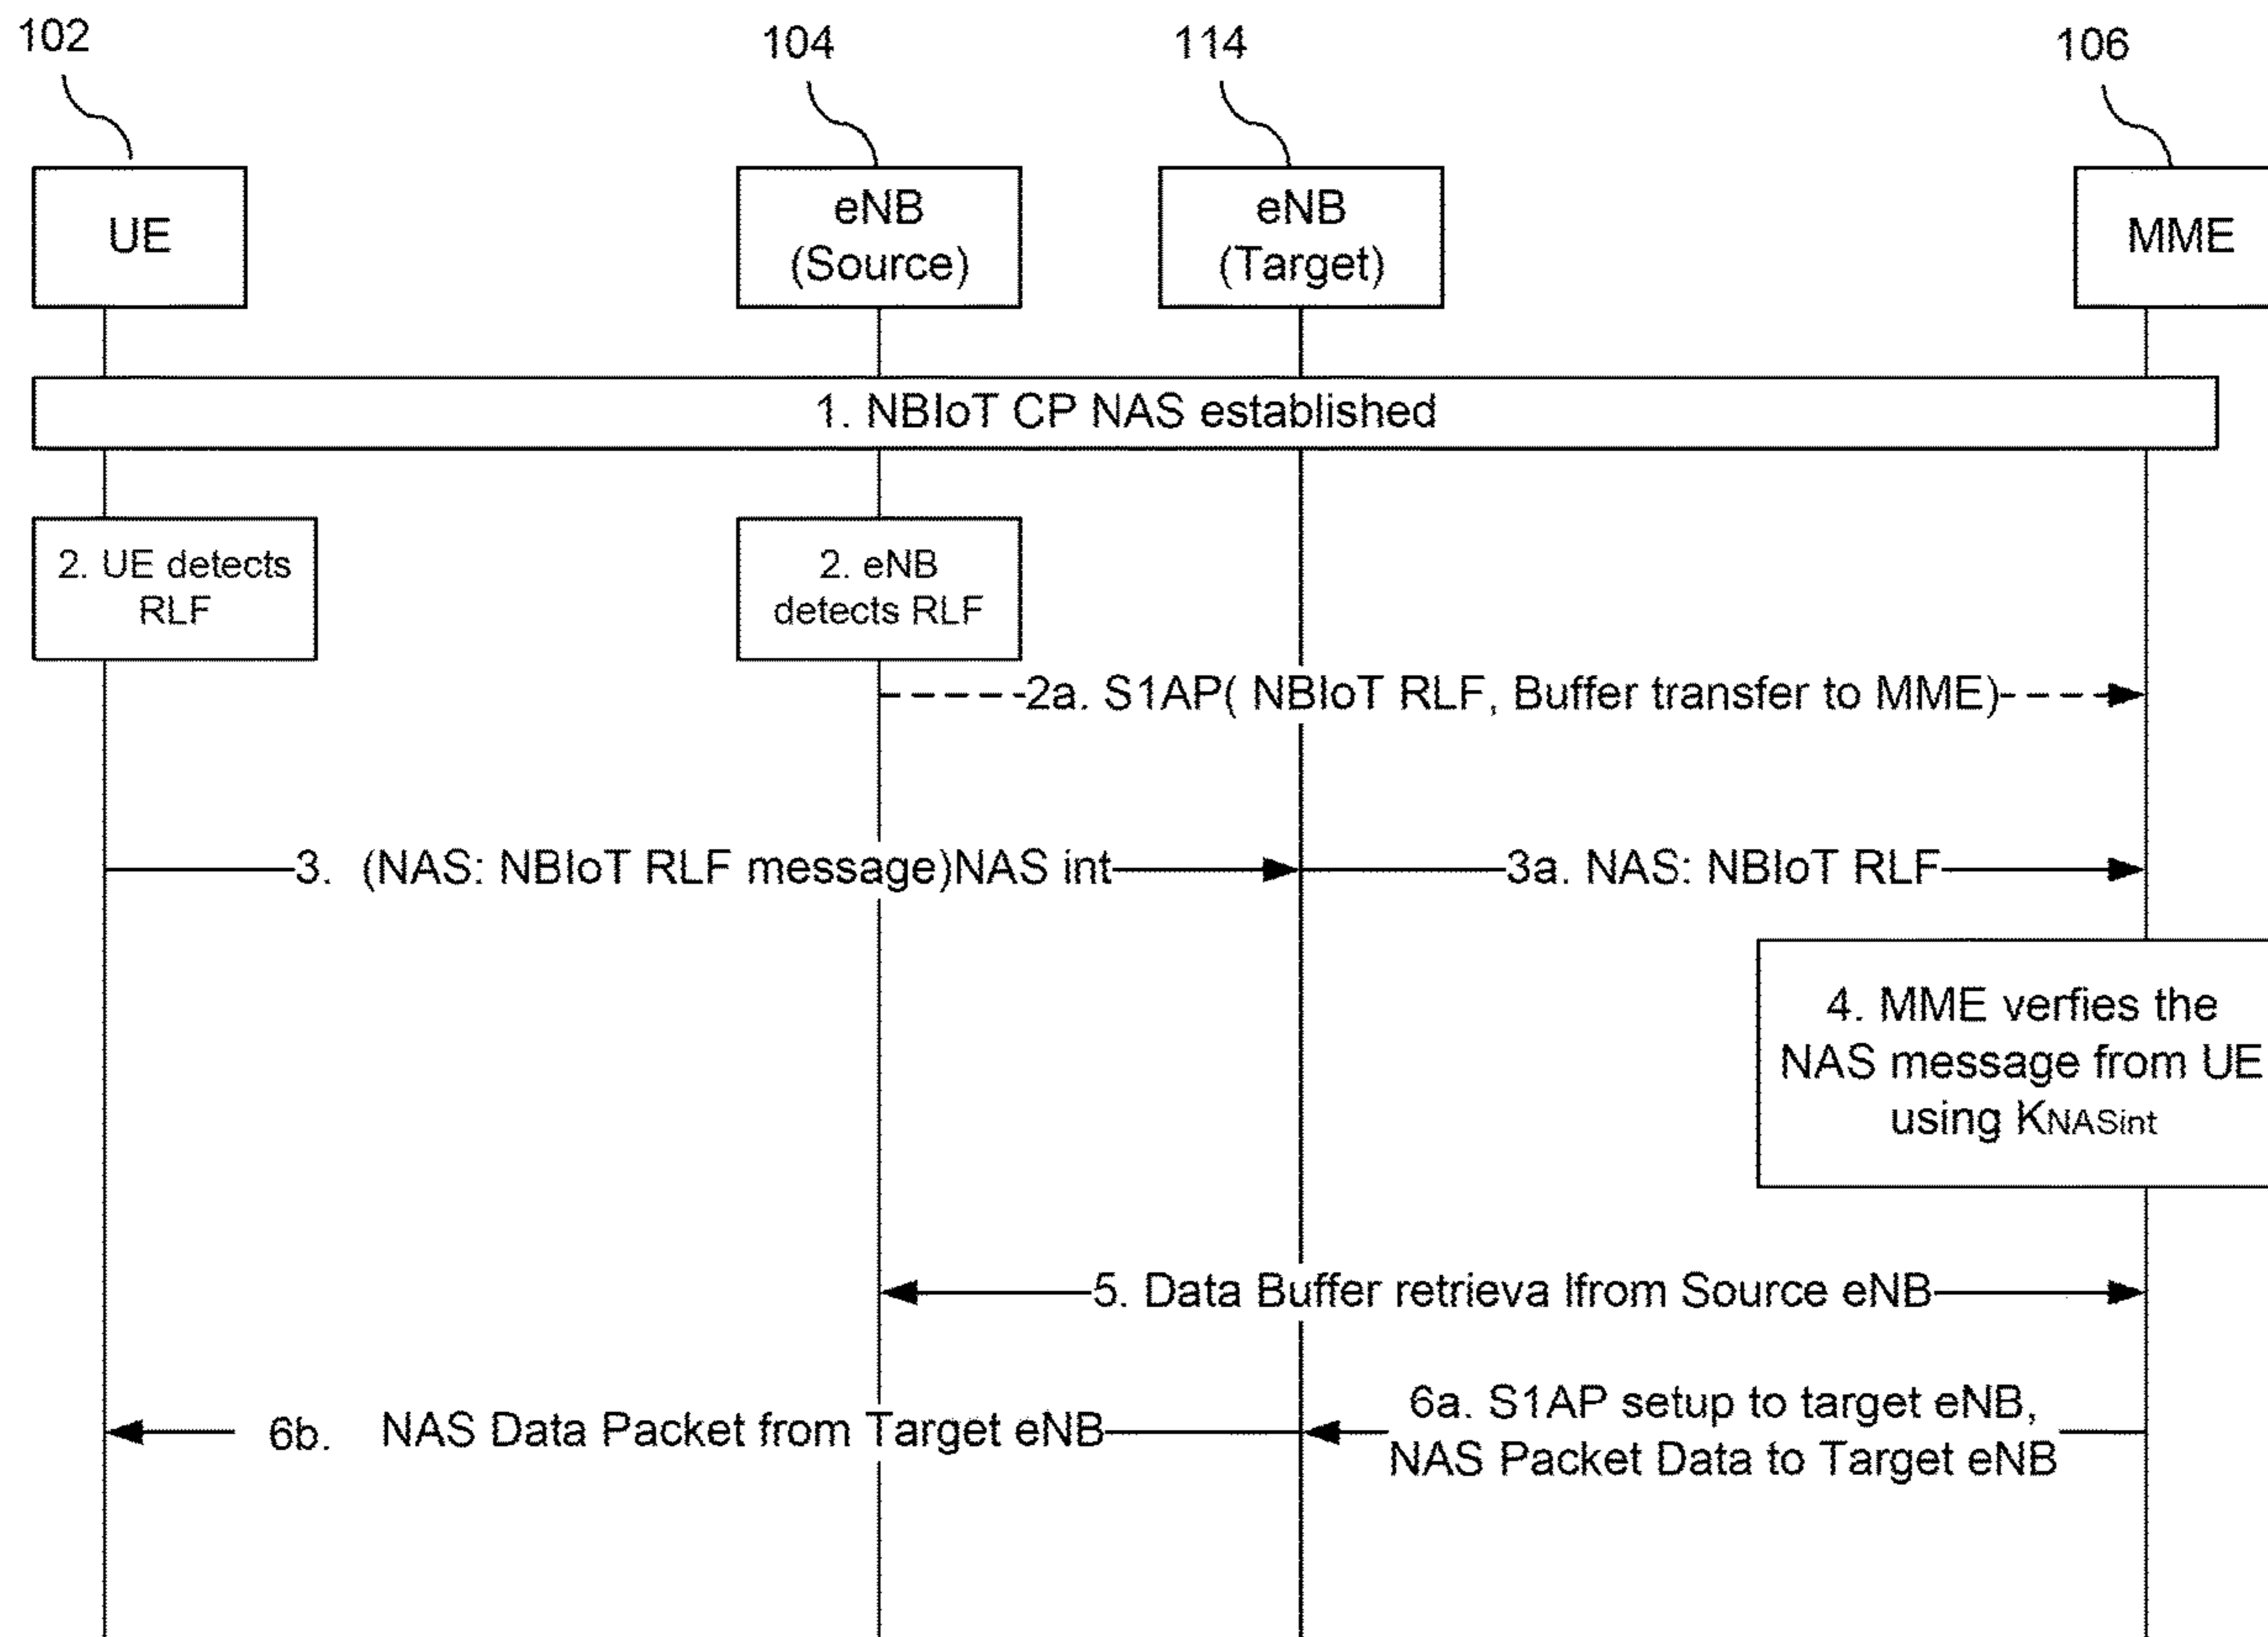 102
104
114
106
UE
eNB
(Source)
eNB
(Target)
MME
1. NBIoT CP NAS established
2. UE detects
RLF
2. eNB
detects RLF
2a. S1AP( NBIoT RLF, Buffer transfer to MME)
3. (NAS: NBIoT RLF message)NAS int
3a. NAS: NBIoT RLF
4. MME verfies the
NAS message from UE
using KNASint
5. Data Buffer retrieva lfrom Source eNB
6a. S1AP setup to target eNB,
NAS Packet Data to Target eNB
6b. NAS Data Packet from Target eNB